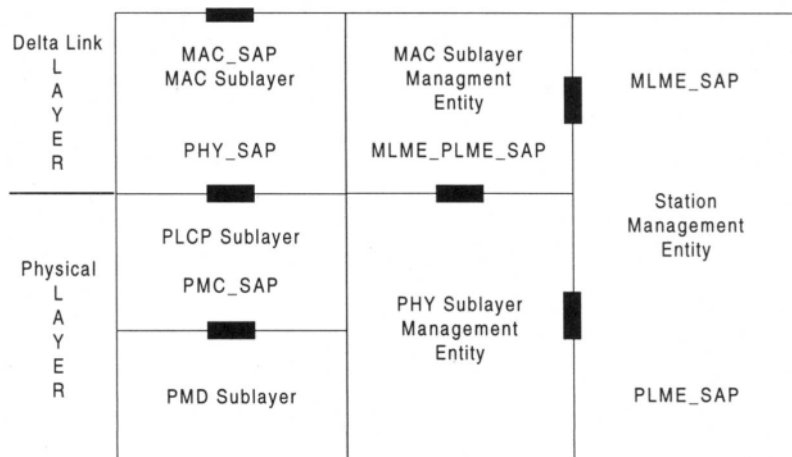 Delta Link
L
A
Y
E
R
MAC_SAP
MAC Sublayer
PHY_SAP
MAC Sublayer
Managment
Entity
MLME_PLME_SAP
MLME_SAP
Station
Management
Entity
PLME_SAP
Physical
L
A
Y
E
R
PLCP Sublayer
PMC_SAP
PMD Sublayer
PHY Sublayer
Management
Entity